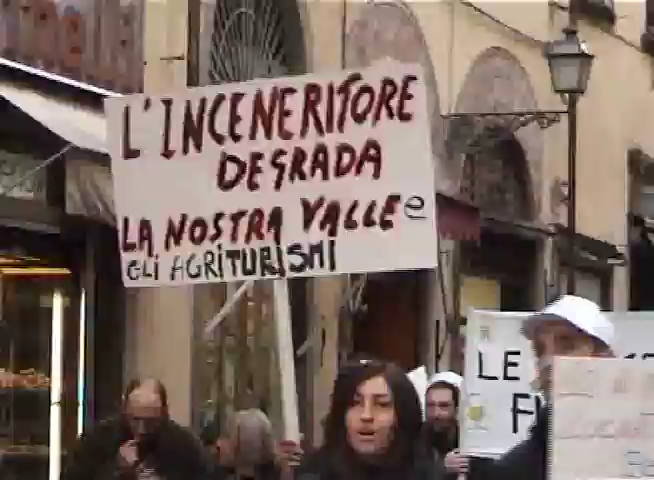 L'INCENERITORE
DEGRADA
LA NOSTRA VALLE e
GLI AGRITURISMI
LE